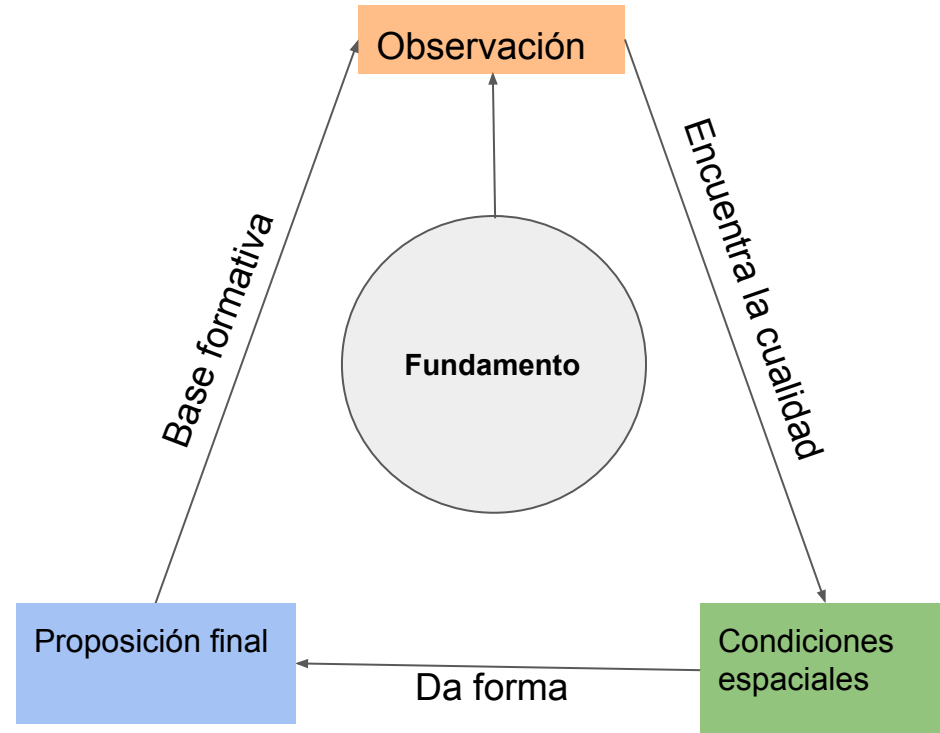 Observación
Encuentra la cualidad
Base formativa
Fundamento
Proposición final
Condiciones
espaciales
Da forma